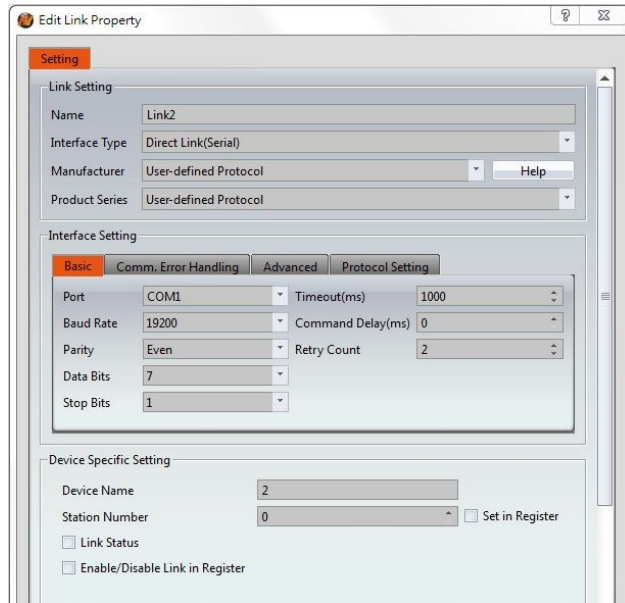 Edit Link Property
Setting
Link Setting
Name Link2
Interface Type Direct Link(Serial)
Manufacturer User-defined Protocol Help
Product Series User-defined Protocol
Interface Setting
Basic Comm. Error Handling Advanced Protocol Setting
Port COM1 Timeout(ms) 1000
Baud Rate 19200 Command Delay(ms) 0
Parity Even Retry Count 2
Data Bits 7
Stop Bits 1
Device Specific Setting
Device Name 2
Station Number 0 Set in Register
Link Status
Enable/Disable Link in Register